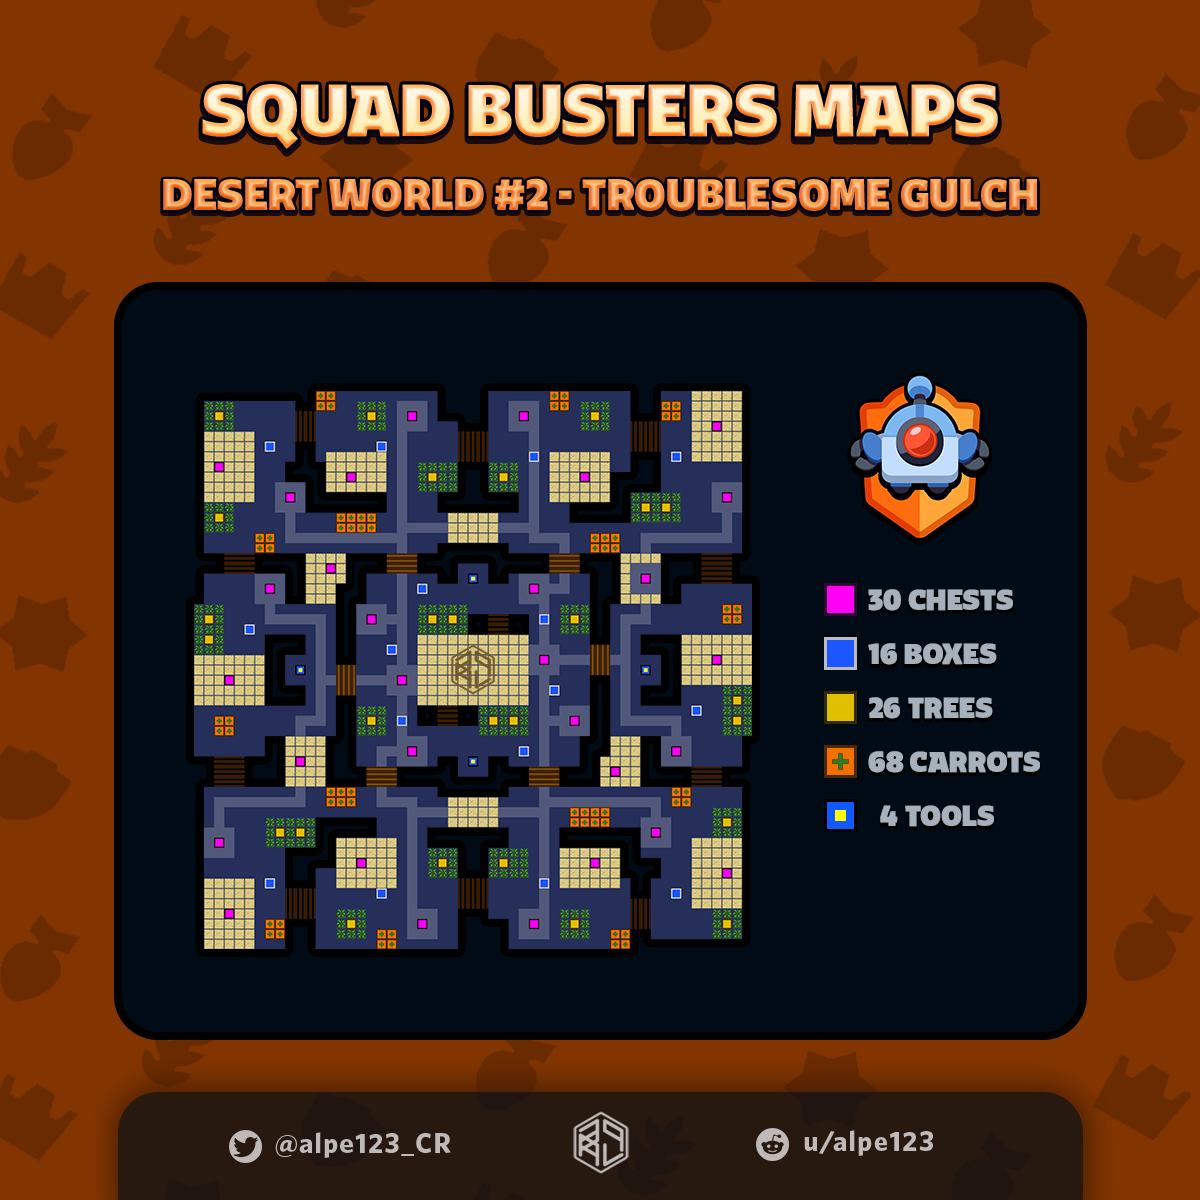 SQUAD BUSTERS MAPS
DESERT WORLD #2 - TROUBLESOME GULCH
30 CHESTS
16 BOXES
26 TREES
68 CARROTS
4 TOOLS
@alpe123_CR
u/alpe123